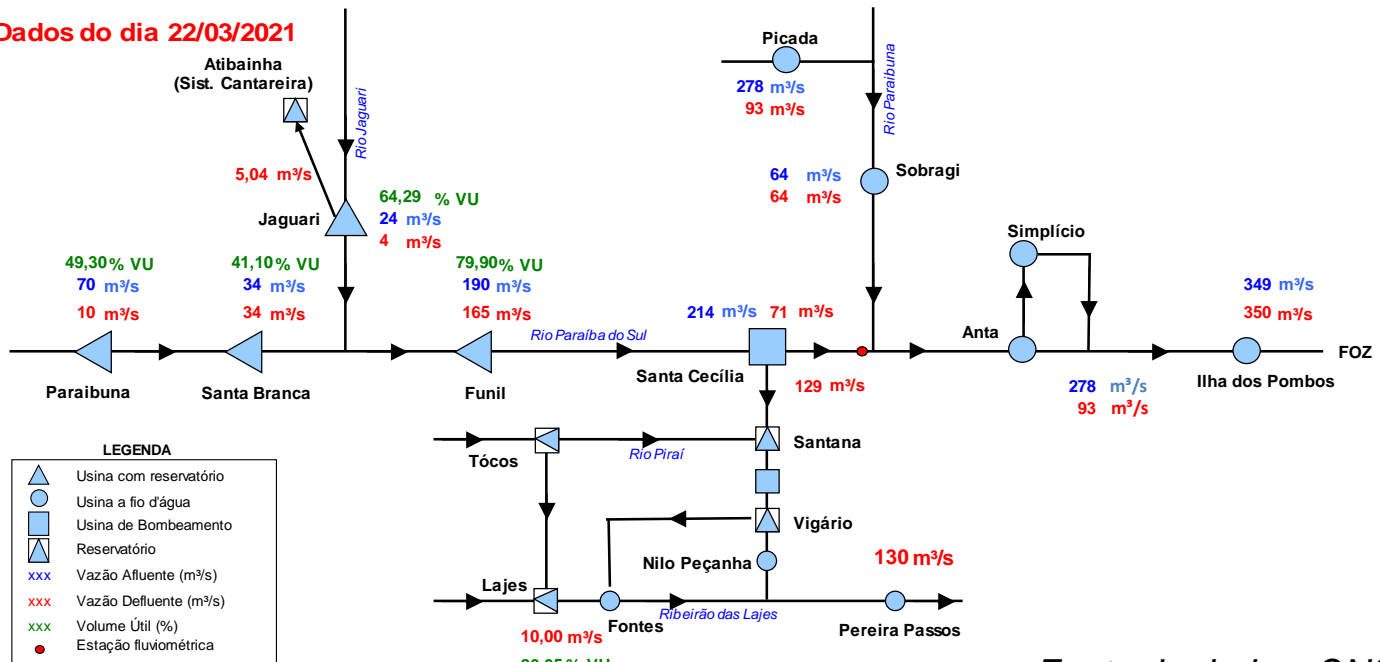 Dados do dia 22/03/2021
Atibainha
(Sist. Cantareira)
Rio Jaguari
5,04 m³/s
Jaguari
64,29 % VU
24 m³/s
4 m³/s
Picada
278 m³/s
93 m³/s
Rio Paraibuna
64 m³/s
64 m³/s
Sobragi
49,30% VU
70 m³/s
10 m³/s
Paraibuna
41,10% VU
34 m³/s
34 m³/s
Santa Branca
79,90% VU
190 m³/s
165 m³/s
Funil
Rio Paraíba do Sul
214 m³/s 71 m³/s
Santa Cecília
129 m³/s
Simplício
Anta
278 m³/s
93 m³/s
349 m³/s
350 m³/s
Ilha dos Pombos
FOZ
Tócos
Rio Piraí
Santana
Vigário
Nilo Peçanha
130 m³/s
Lajes
Fontes
Ribeirão das Lajes
Pereira Passos
10,00 m³/s
LEGENDA
Usina com reservatório
Usina a fio d'água
Usina de Bombeamento
Reservatório
xxx Vazão Afluente (m³/s)
xxx Vazão Defluente (m³/s)
xxx Volume Útil (%)
Estação fluviométrica